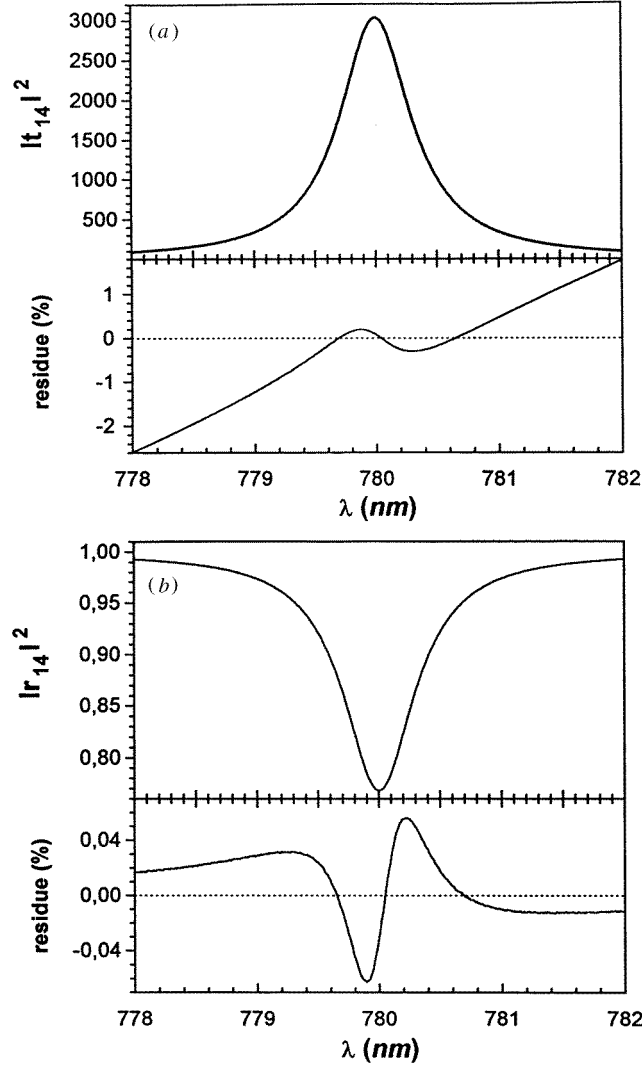 (a)
|t₁₄|²
3000
2500
2000
1500
1000
500
residue (%)
1
0
-1
-2
778 779 780 781 782
λ (nm)
(b)
|r₁₄|²
1,00
0,95
0,90
0,85
0,80
residue (%)
0,04
0,00
-0,04
778 779 780 781 782
λ (nm)